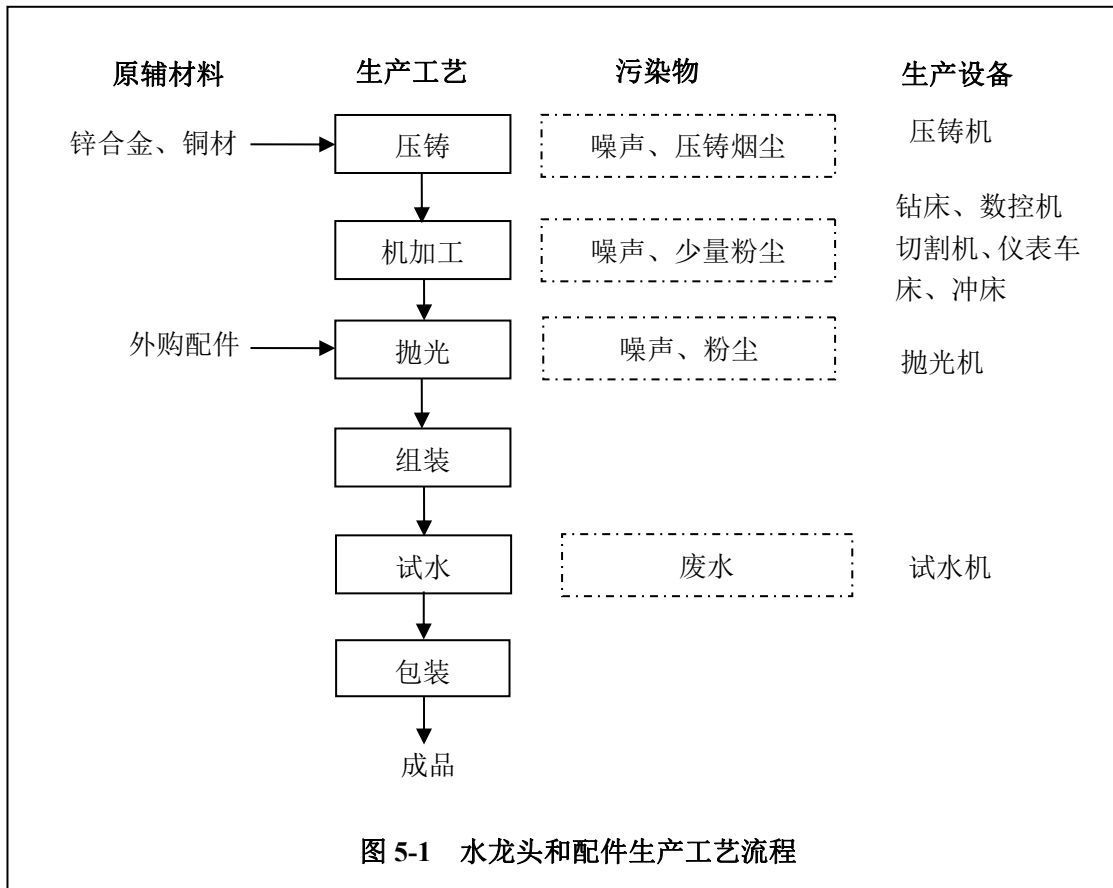 原辅材料 生产工艺 污染物 生产设备
锌合金、铜材 压铸 噪声、压铸烟尘 压铸机
机加工 噪声、少量粉尘
钻床、数控机
切割机、仪表车
床、冲床
外购配件 抛光 噪声、粉尘 抛光机
组装
试水 废水 试水机
包装
成品
图 5-1 水龙头和配件生产工艺流程